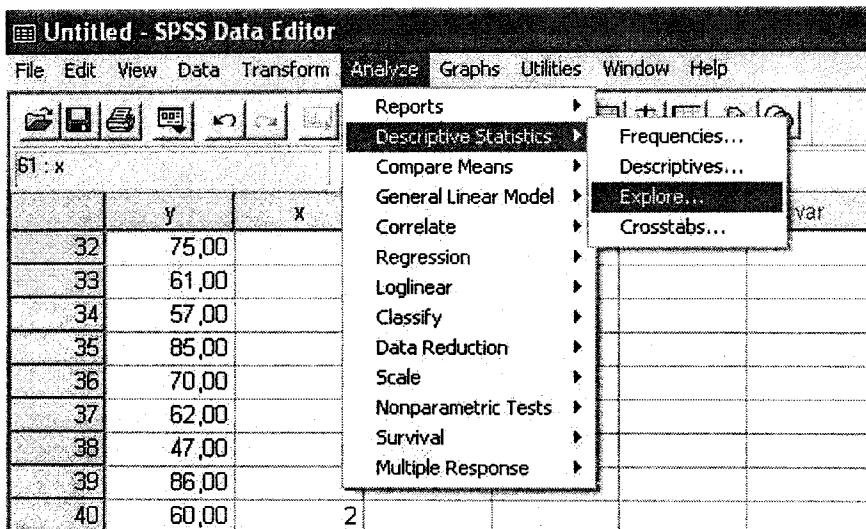 Untitled - SPSS Data Editor
File Edit View Data Transform Analyze Graphs Utilities Window Help
61 : x
y x var
Reports
Descriptive Statistics
Compare Means
General Linear Model
Correlate
Regression
Loglinear
Classify
Data Reduction
Scale
Nonparametric Tests
Survival
Multiple Response
Frequencies...
Descriptives...
Explore...
Crosstabs...
32 75,00
33 61,00
34 57,00
35 85,00
36 70,00
37 62,00
38 47,00
39 86,00
40 60,00 2